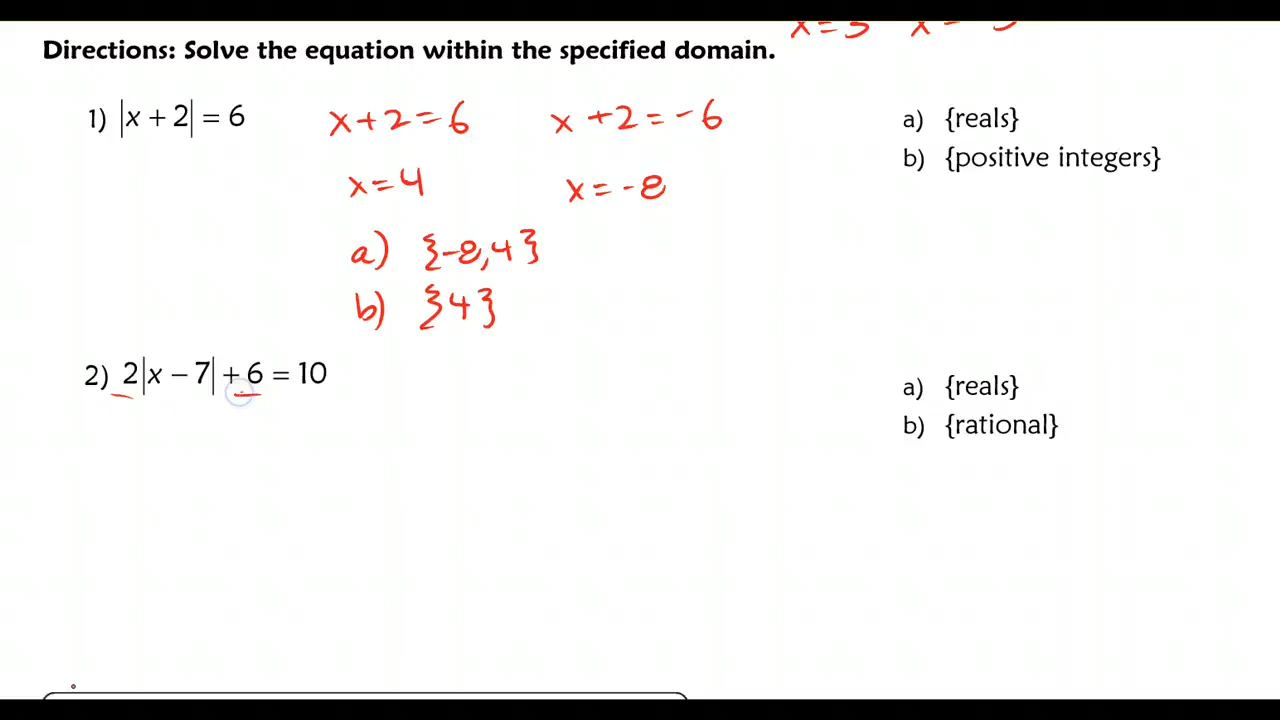 x = 3 x =
Directions: Solve the equation within the specified domain.
1) |x + 2| = 6 x+2=6 x+2=-6 a) {reals}
b) {positive integers}
x=4 x=-8
a) {-8,4}
b) {4}
2) 2|x − 7| + 6 = 10 a) {reals}
b) {rational}